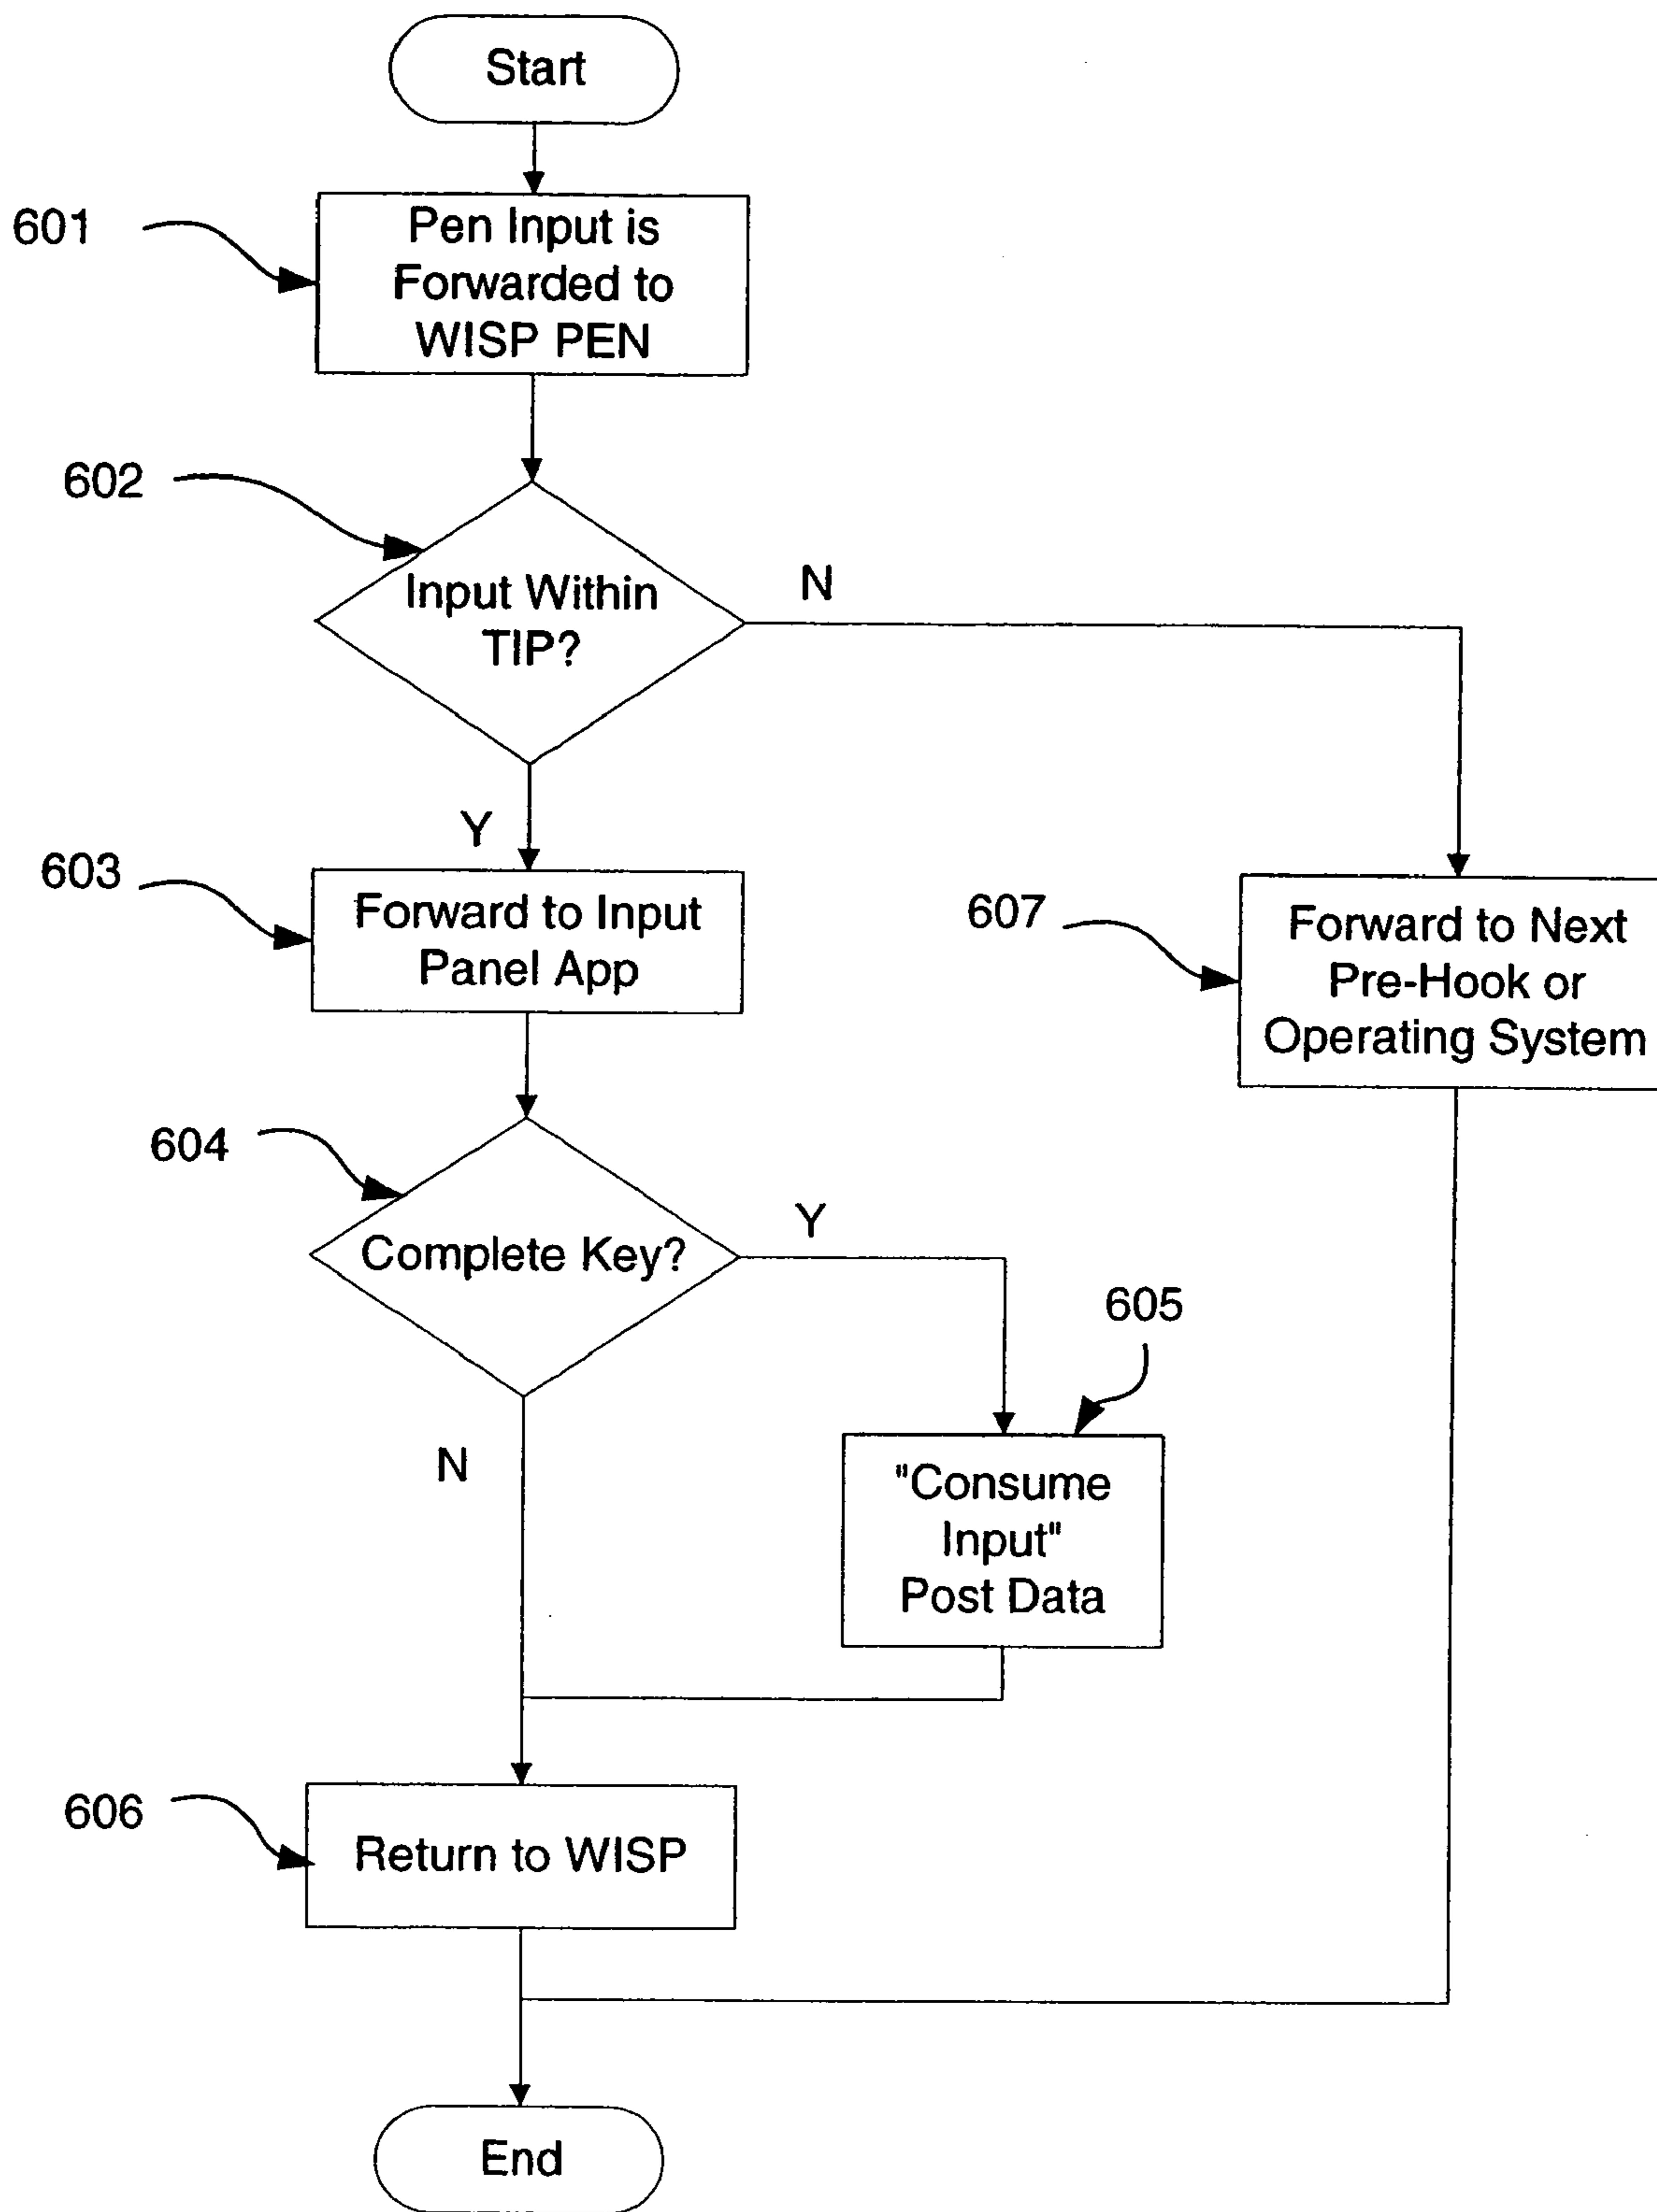 Start
601
Pen Input is
Forwarded to
WISP PEN
602
Input Within
TIP?
N
Y
603
Forward to Input
Panel App
607
Forward to Next
Pre-Hook or
Operating System
604
Complete Key?
Y
605
N
"Consume
Input"
Post Data
606
Return to WISP
End